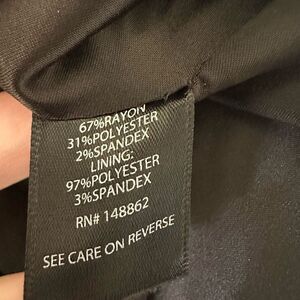 67%RAYON
31%POLYESTER
2%SPANDEX
LINING:
97%POLYESTER
3%SPANDEX
RN# 148862
SEE CARE ON REVERSE